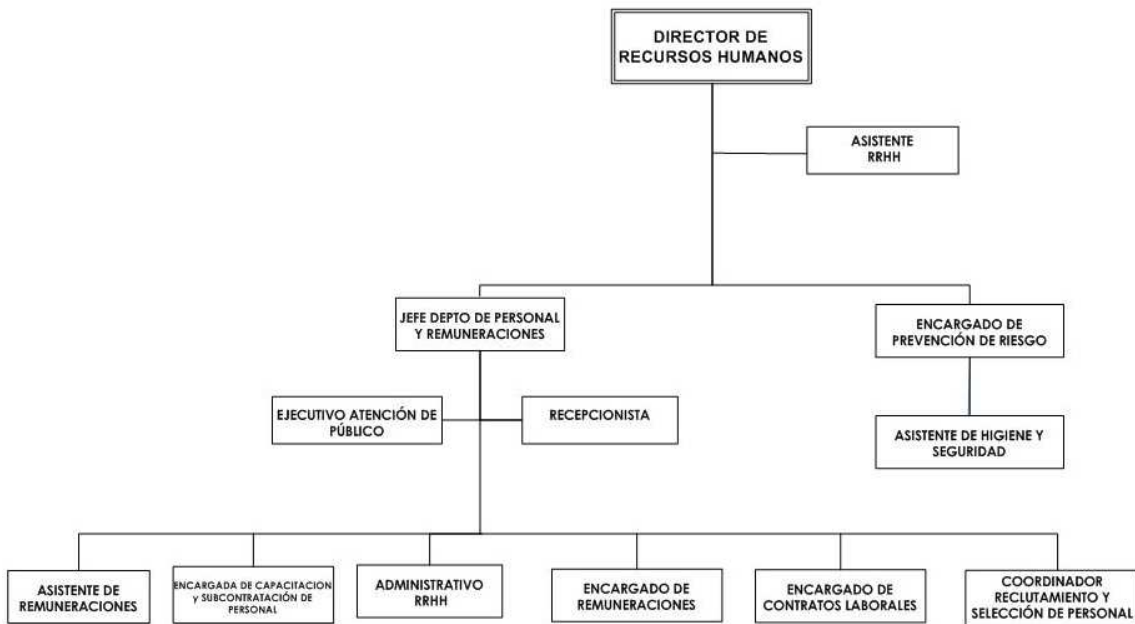 DIRECTOR DE
RECURSOS HUMANOS
ASISTENTE
RRHH
JEFE DEPTO DE PERSONAL
Y REMUNERACIONES
ENCARGADO DE
PREVENCIÓN DE RIESGO
EJECUTIVO ATENCIÓN DE
PÚBLICO
RECEPCIONISTA
ASISTENTE DE HIGIENE Y
SEGURIDAD
ASISTENTE DE
REMUNERACIONES
ENCARGADA DE CAPACITACION
y SUBCONTRATACIÓN DE
PERSONAL
ADMINISTRATIVO
RRHH
ENCARGADO DE
REMUNERACIONES
ENCARGADO DE
CONTRATOS LABORALES
COORDINADOR
RECLUTAMIENTO Y
SELECCIÓN DE PERSONAL